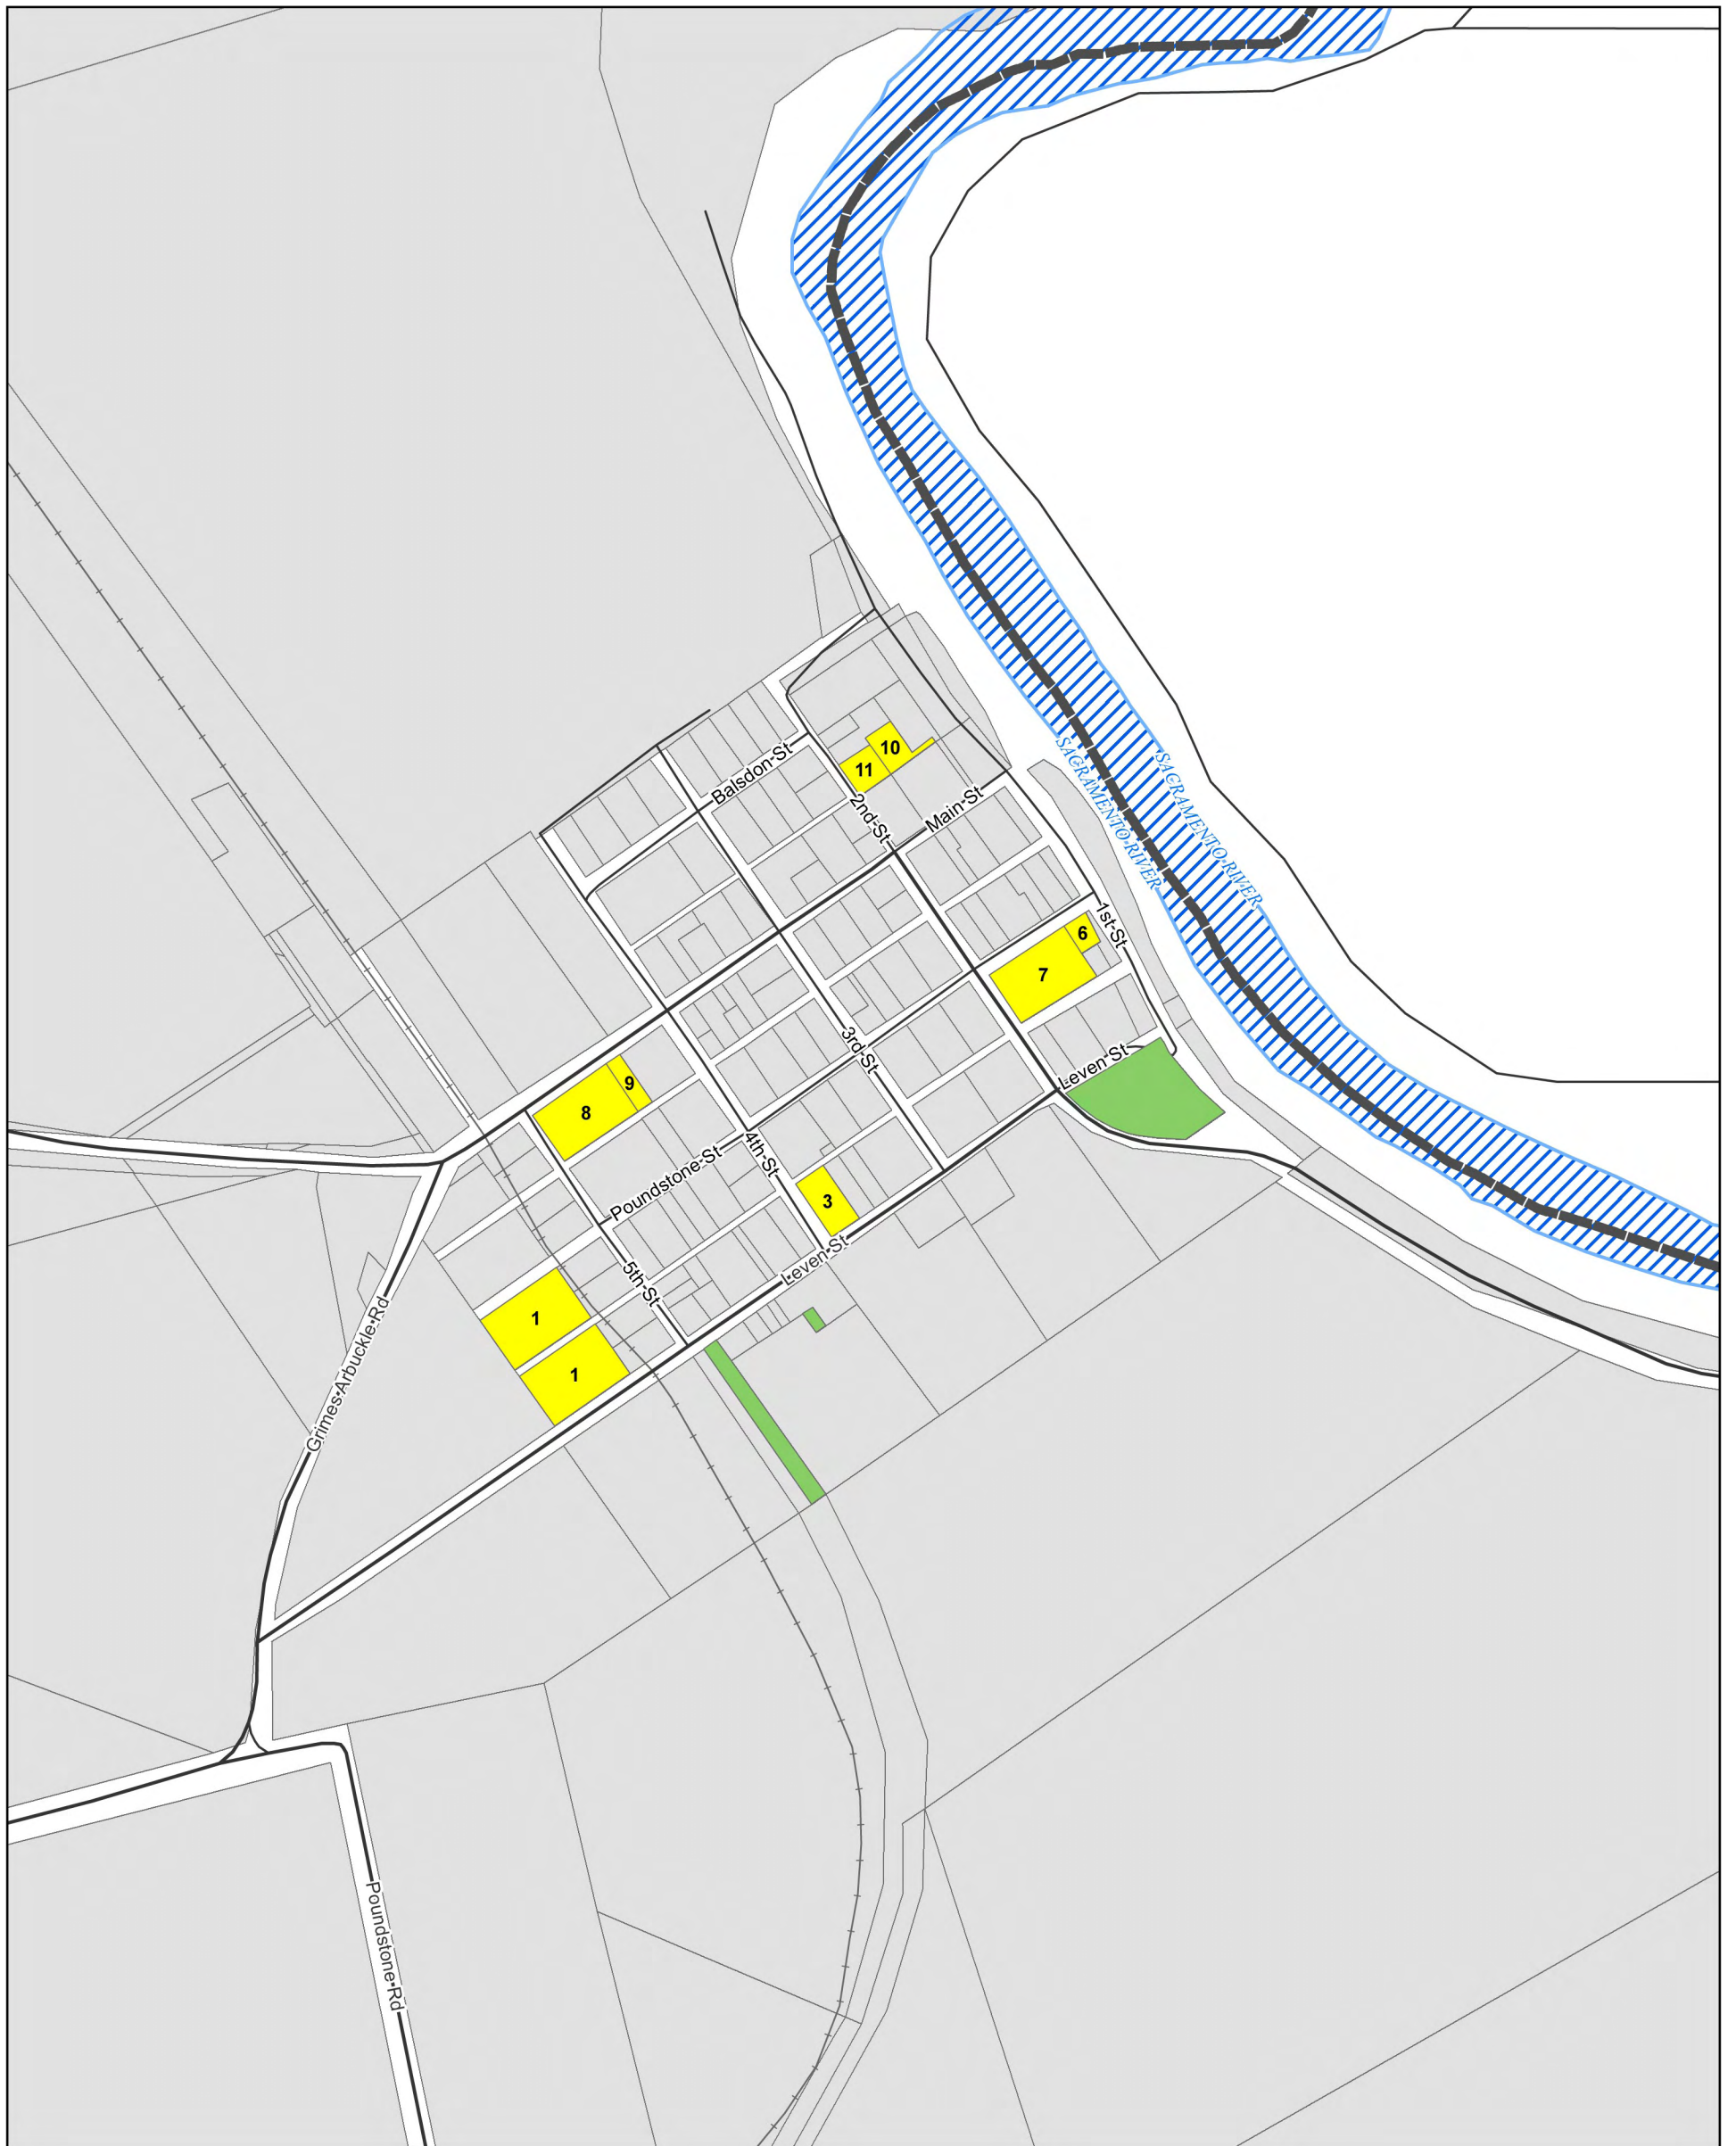 SACRAMENTO RIVER
SACRAMENTO RIVER
Balsdon St
10
11
2nd St
Main St
1st St
6
7
3rd St
Leven St
9
8
4th St
Poundstone St
3
Leven St
5th St
1
1
Grimes Arbuckle Rd
Poundstone Rd